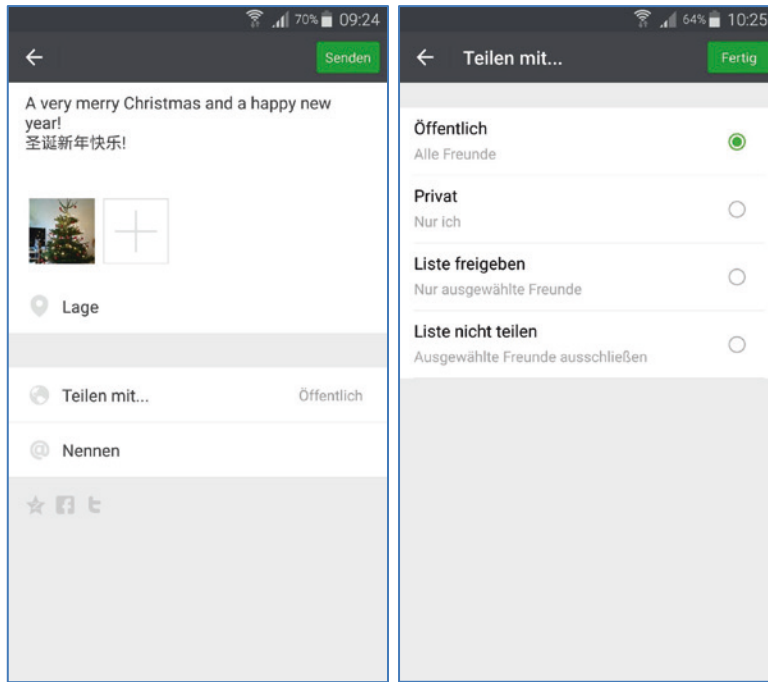 70% 09:24
Senden
A very merry Christmas and a happy new
year!
圣诞新年快乐!
Lage
Teilen mit... Öffentlich
@ Nennen
64% 10:25
Teilen mit... Fertig
Öffentlich
Alle Freunde
Privat
Nur ich
Liste freigeben
Nur ausgewählte Freunde
Liste nicht teilen
Ausgewählte Freunde ausschließen